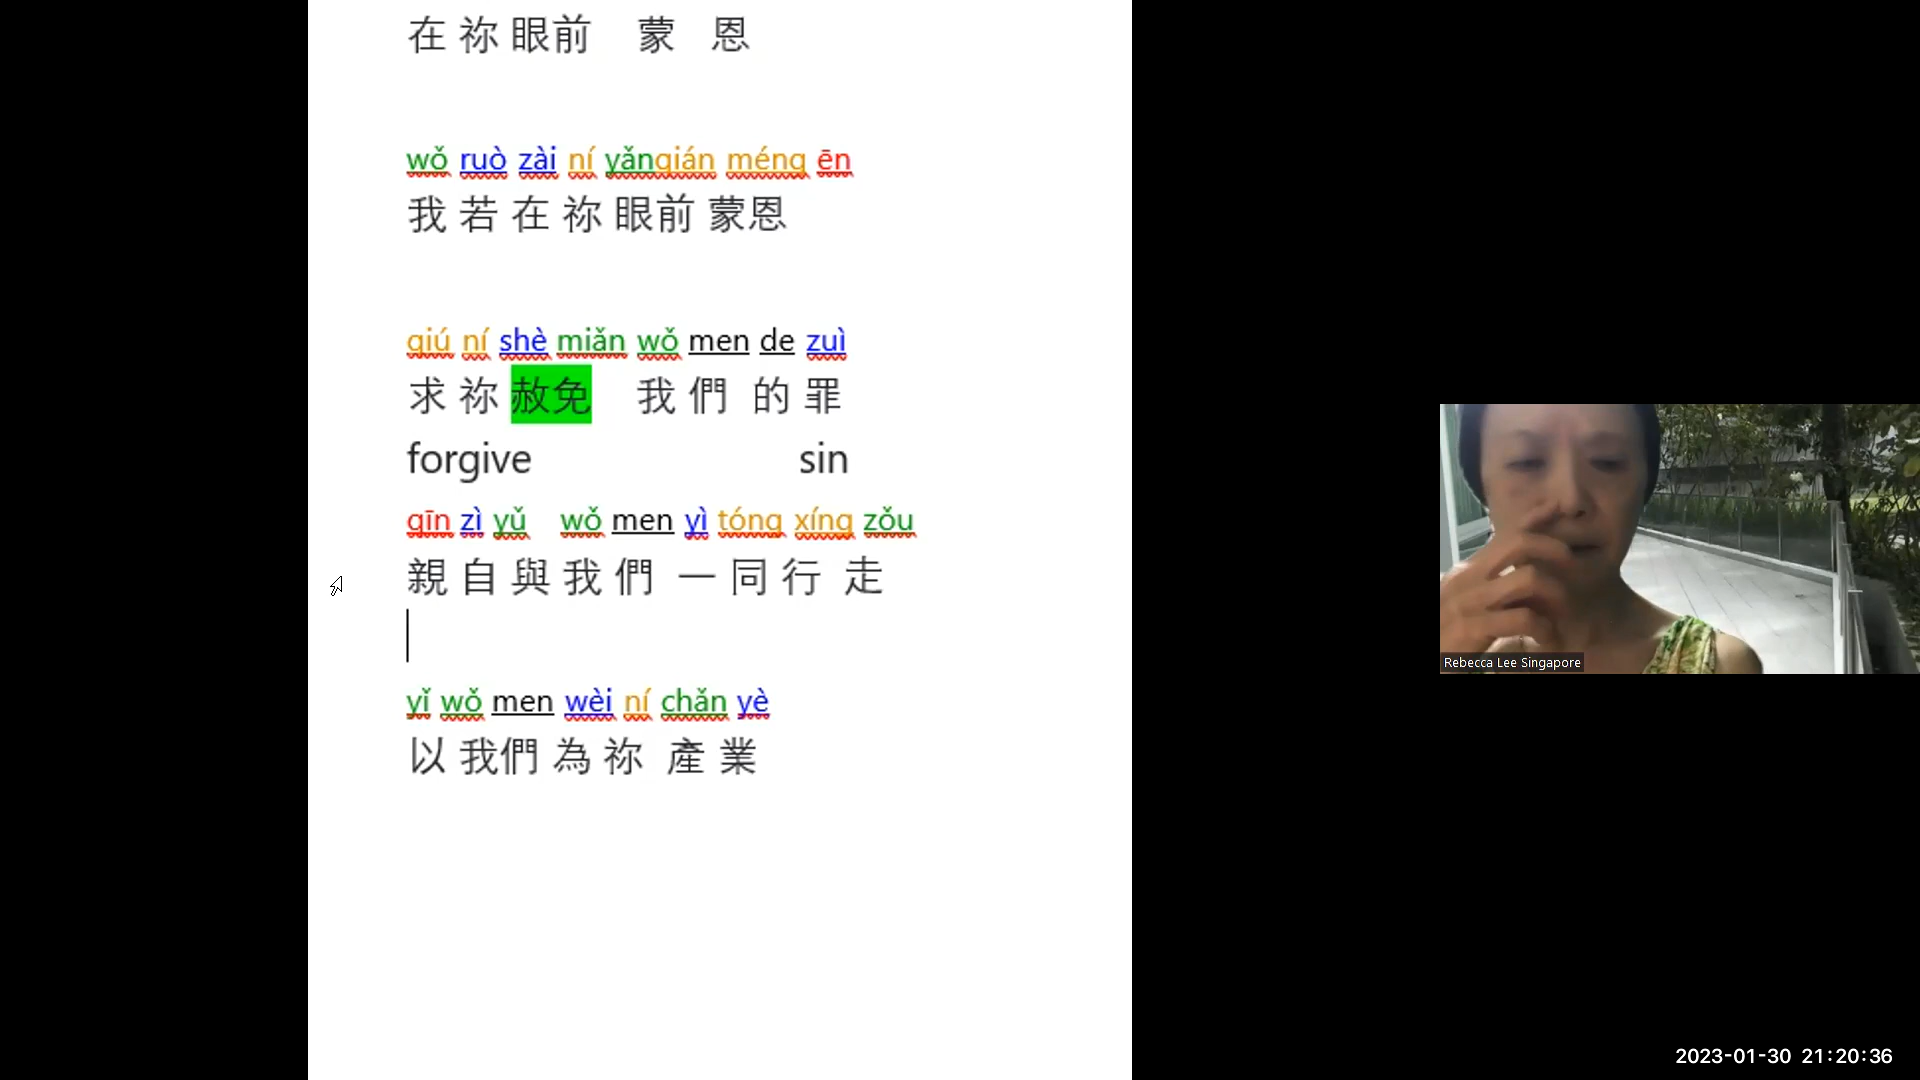 在 祢 眼前 蒙 恩
wǒ ruò zài ní yǎnqián méng ēn
我 若 在 祢 眼前 蒙恩
qiú ní shè miǎn wǒ men de zuì
求 祢 赦免 我 們 的 罪
forgive sin
qīn zì yǔ wǒ men yì tóng xíng zǒu
親 自 與 我 們 一 同 行 走
yǐ wǒ men wèi ní chǎn yè
以 我們 為 祢 產 業
Rebecca Lee Singapore
2023-01-30 21:20:36